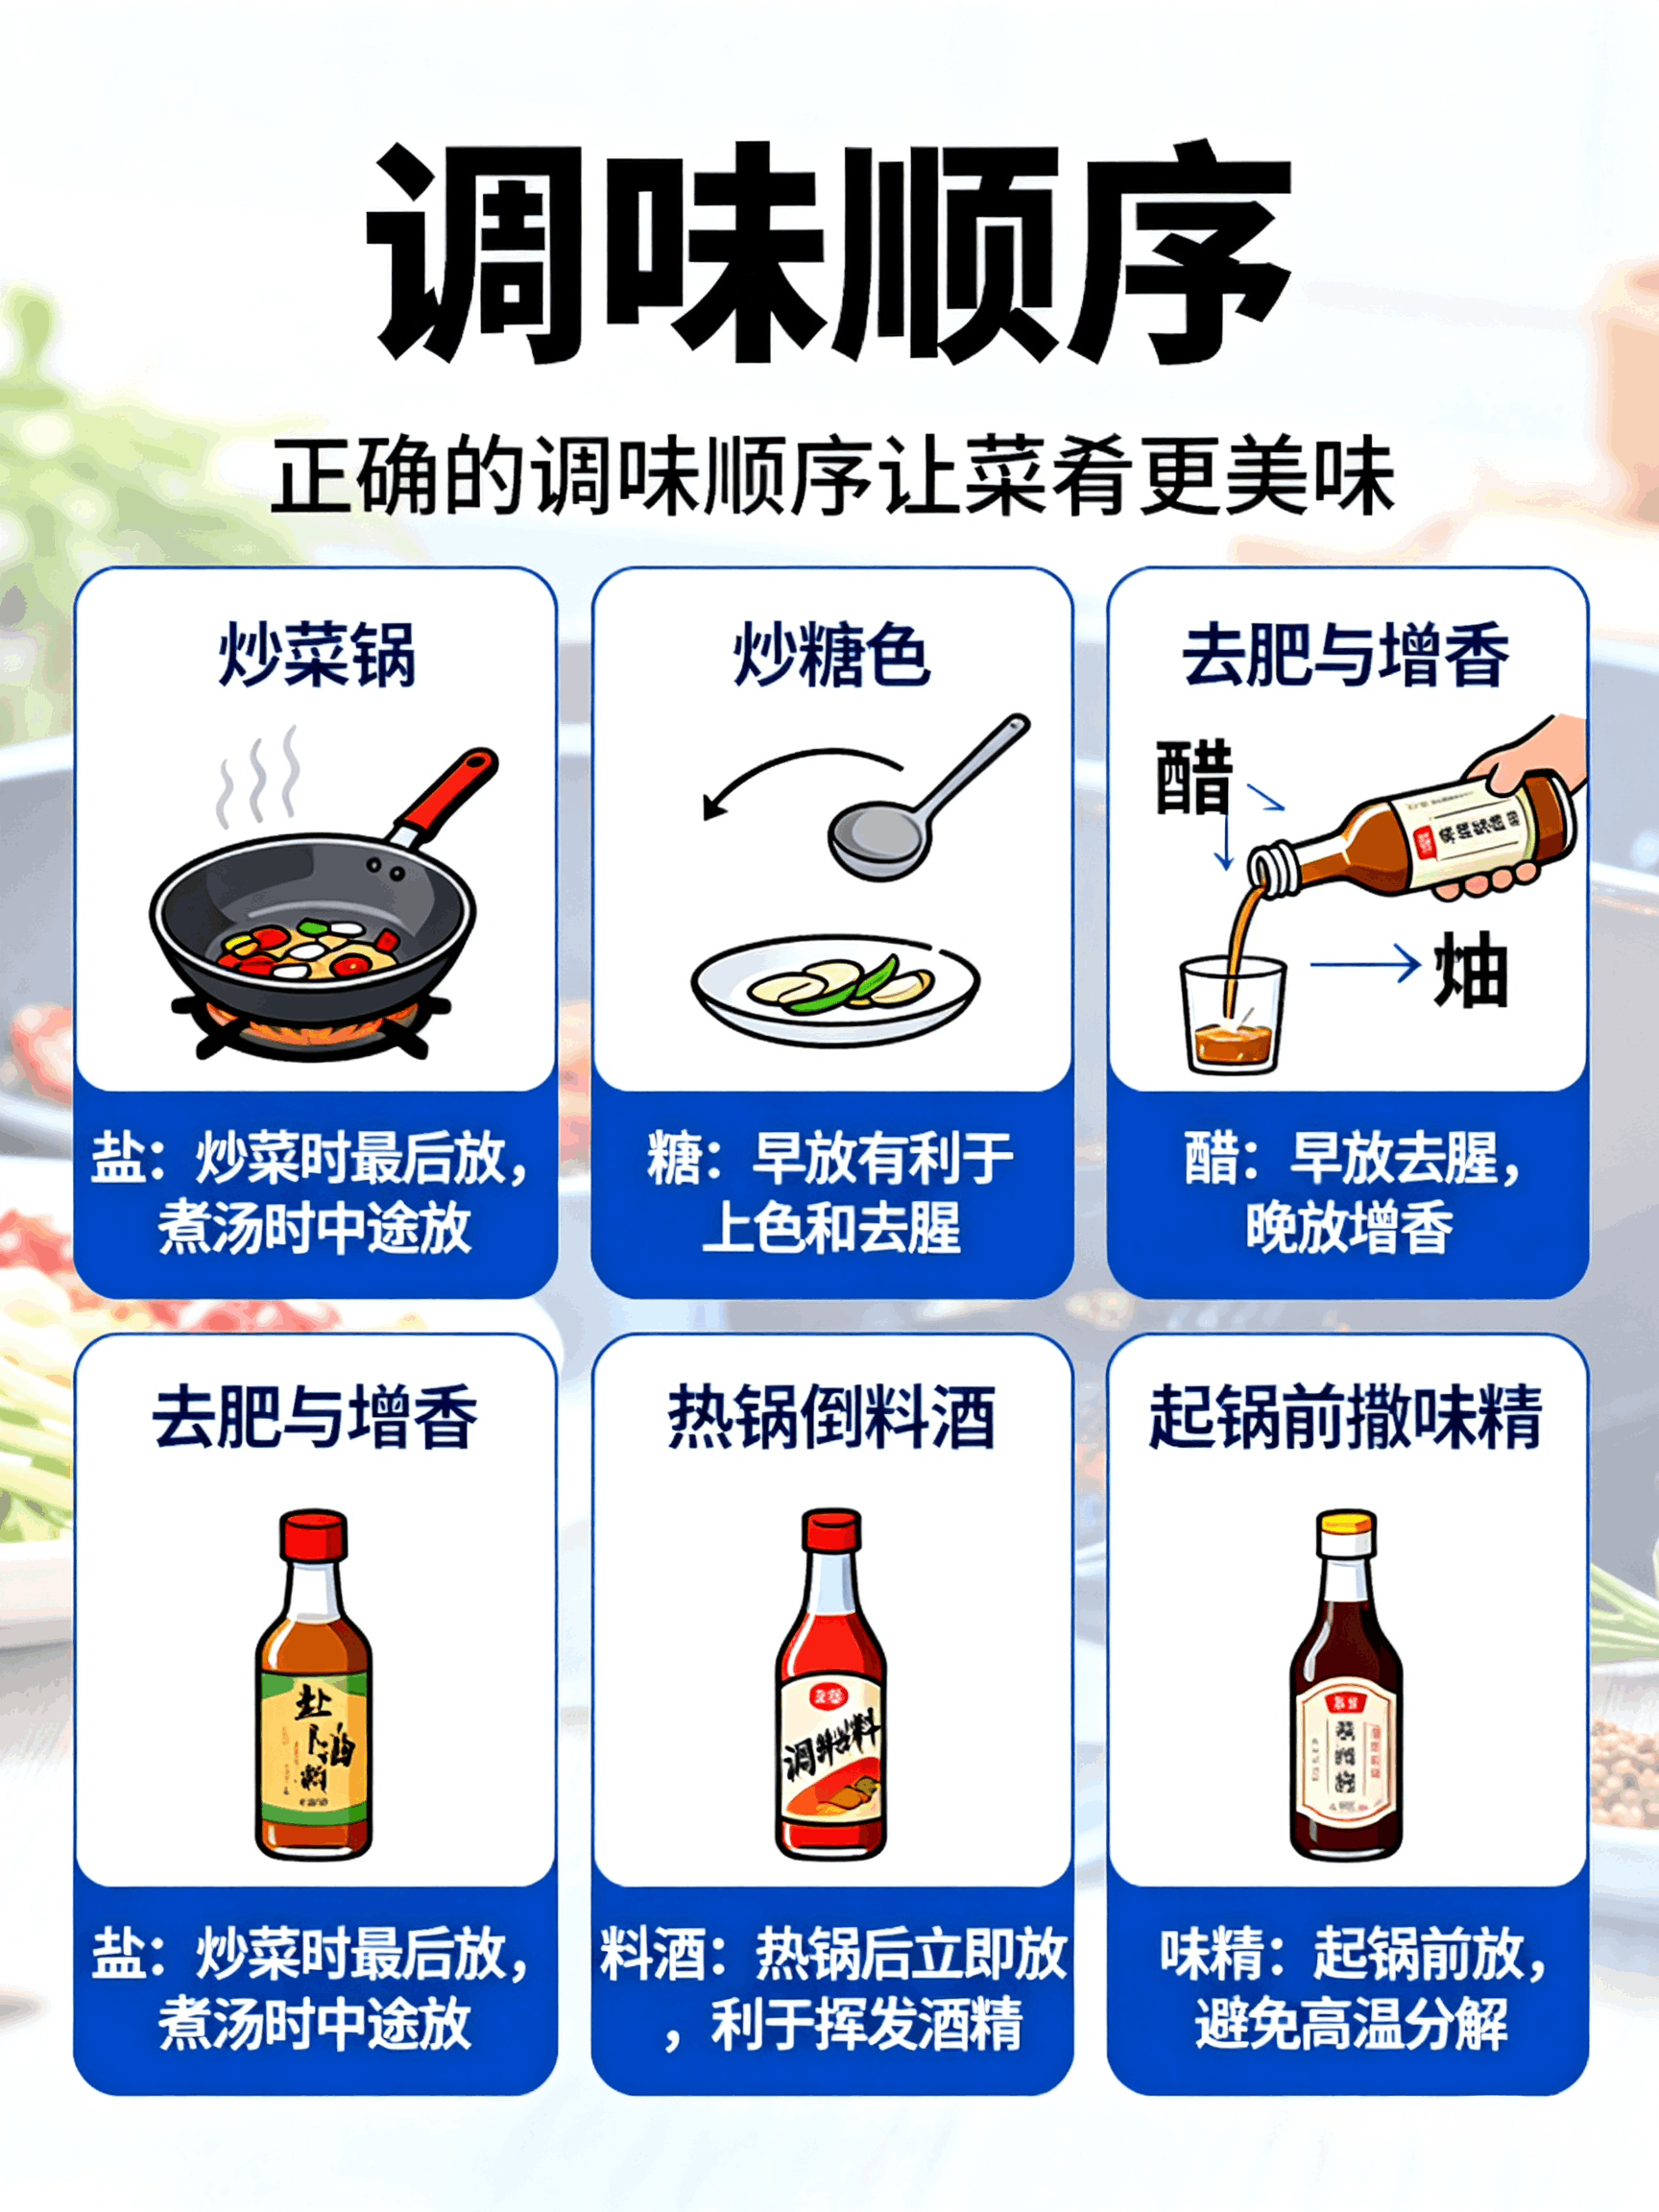 调味顺序
正确的调味顺序让菜肴更美味
炒菜锅
炒糖色
去肥与增香
醋
盐：炒菜时最后放，
煮汤时中途放
糖：早放有利于
上色和去腥
醋：早放去腥，
晚放增香
去肥与增香
热锅倒料酒
起锅前撒味精
盐：炒菜时最后放，
煮汤时中途放
料酒：热锅后立即放
，利于挥发酒精
味精：起锅前放，
避免高温分解